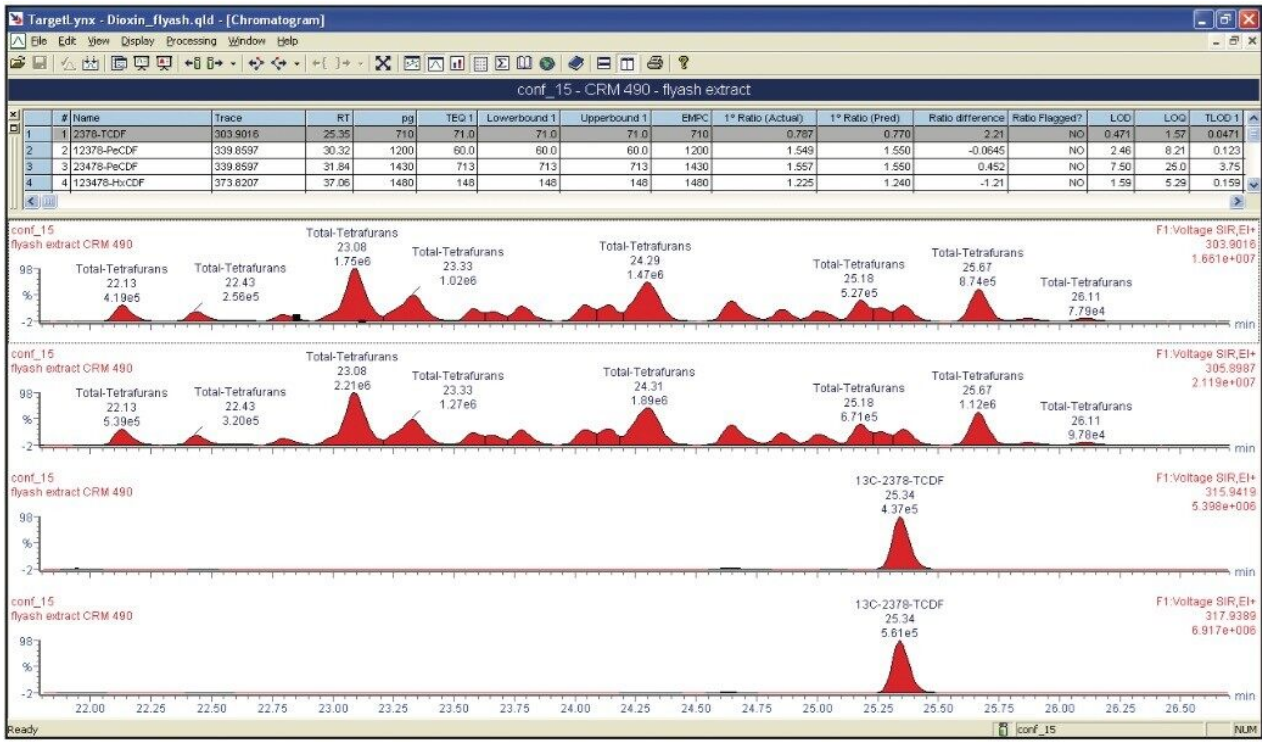 TargetLynx - Dioxin_flyash.qld - [Chromatogram]
File Edit View Display Processing Window Help
conf_15 - CRM 490 - flyash extract
# Name Trace RT pg TEQ 1 Lowerbound 1 Upperbound 1 EMPC 1° Ratio (Actual) 1° Ratio (Pred) Ratio difference Ratio Flagged? LOD LOQ TLOD 1
1 1 2378-TCDF 303.9016 25.35 710 71.0 71.0 71.0 710 0.787 0.770 2.21 NO 0.471 1.57 0.0471
2 2 12378-PeCDF 339.8597 30.32 1200 60.0 60.0 60.0 1200 1.549 1.550 -0.0645 NO 2.46 8.21 0.123
3 3 23478-PeCDF 339.8597 31.84 1430 713 713 713 1430 1.557 1.550 0.452 NO 7.50 25.0 3.75
4 4 123478-HxCDF 373.8207 37.06 1480 148 148 148 1480 1.225 1.240 -1.21 NO 1.59 5.29 0.159
conf_15
flyash extract CRM 490
F1:Voltage SIR,EI+
303.9016
1.661e+007
Total-Tetrafurans
22.13
4.19e5
Total-Tetrafurans
22.43
2.56e5
Total-Tetrafurans
23.08
1.75e6
Total-Tetrafurans
23.33
1.02e6
Total-Tetrafurans
24.29
1.47e6
Total-Tetrafurans
25.18
5.27e5
Total-Tetrafurans
25.67
8.74e5
Total-Tetrafurans
26.11
7.79e4
98
%
-2
min
conf_15
flyash extract CRM 490
F1:Voltage SIR,EI+
305.8987
2.119e+007
Total-Tetrafurans
22.13
5.39e5
Total-Tetrafurans
22.43
3.20e5
Total-Tetrafurans
23.08
2.21e6
Total-Tetrafurans
23.33
1.27e6
Total-Tetrafurans
24.31
1.89e6
Total-Tetrafurans
25.18
6.71e5
Total-Tetrafurans
25.67
1.12e6
Total-Tetrafurans
26.11
9.78e4
98
%
-2
min
conf_15
flyash extract CRM 490
F1:Voltage SIR,EI+
315.9419
5.398e+006
13C-2378-TCDF
25.34
4.37e5
98
%
-2
min
conf_15
flyash extract CRM 490
F1:Voltage SIR,EI+
317.9389
6.917e+006
13C-2378-TCDF
25.34
5.61e5
98
%
-2
min
22.00 22.25 22.50 22.75 23.00 23.25 23.50 23.75 24.00 24.25 24.50 24.75 25.00 25.25 25.50 25.75 26.00 26.25 26.50
Ready conf_15 NUM